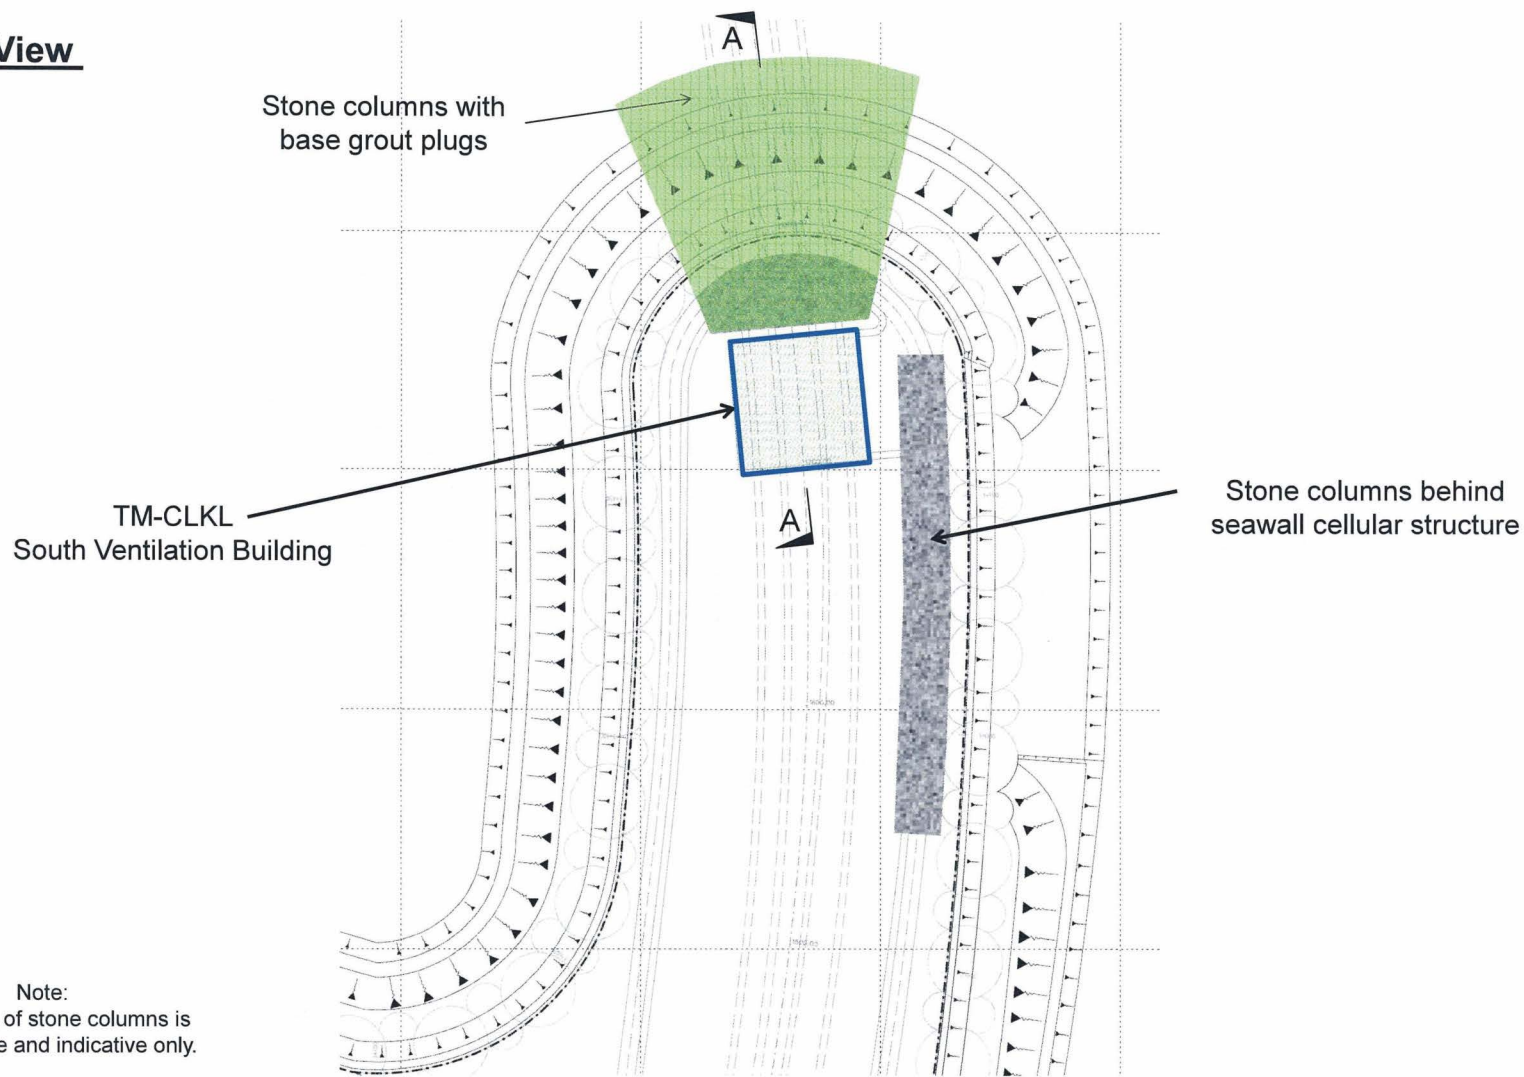 View
A
Stone columns with
base grout plugs
A
TM-CLKL
South Ventilation Building
Stone columns behind
seawall cellular structure
Note:
of stone columns is
e and indicative only.